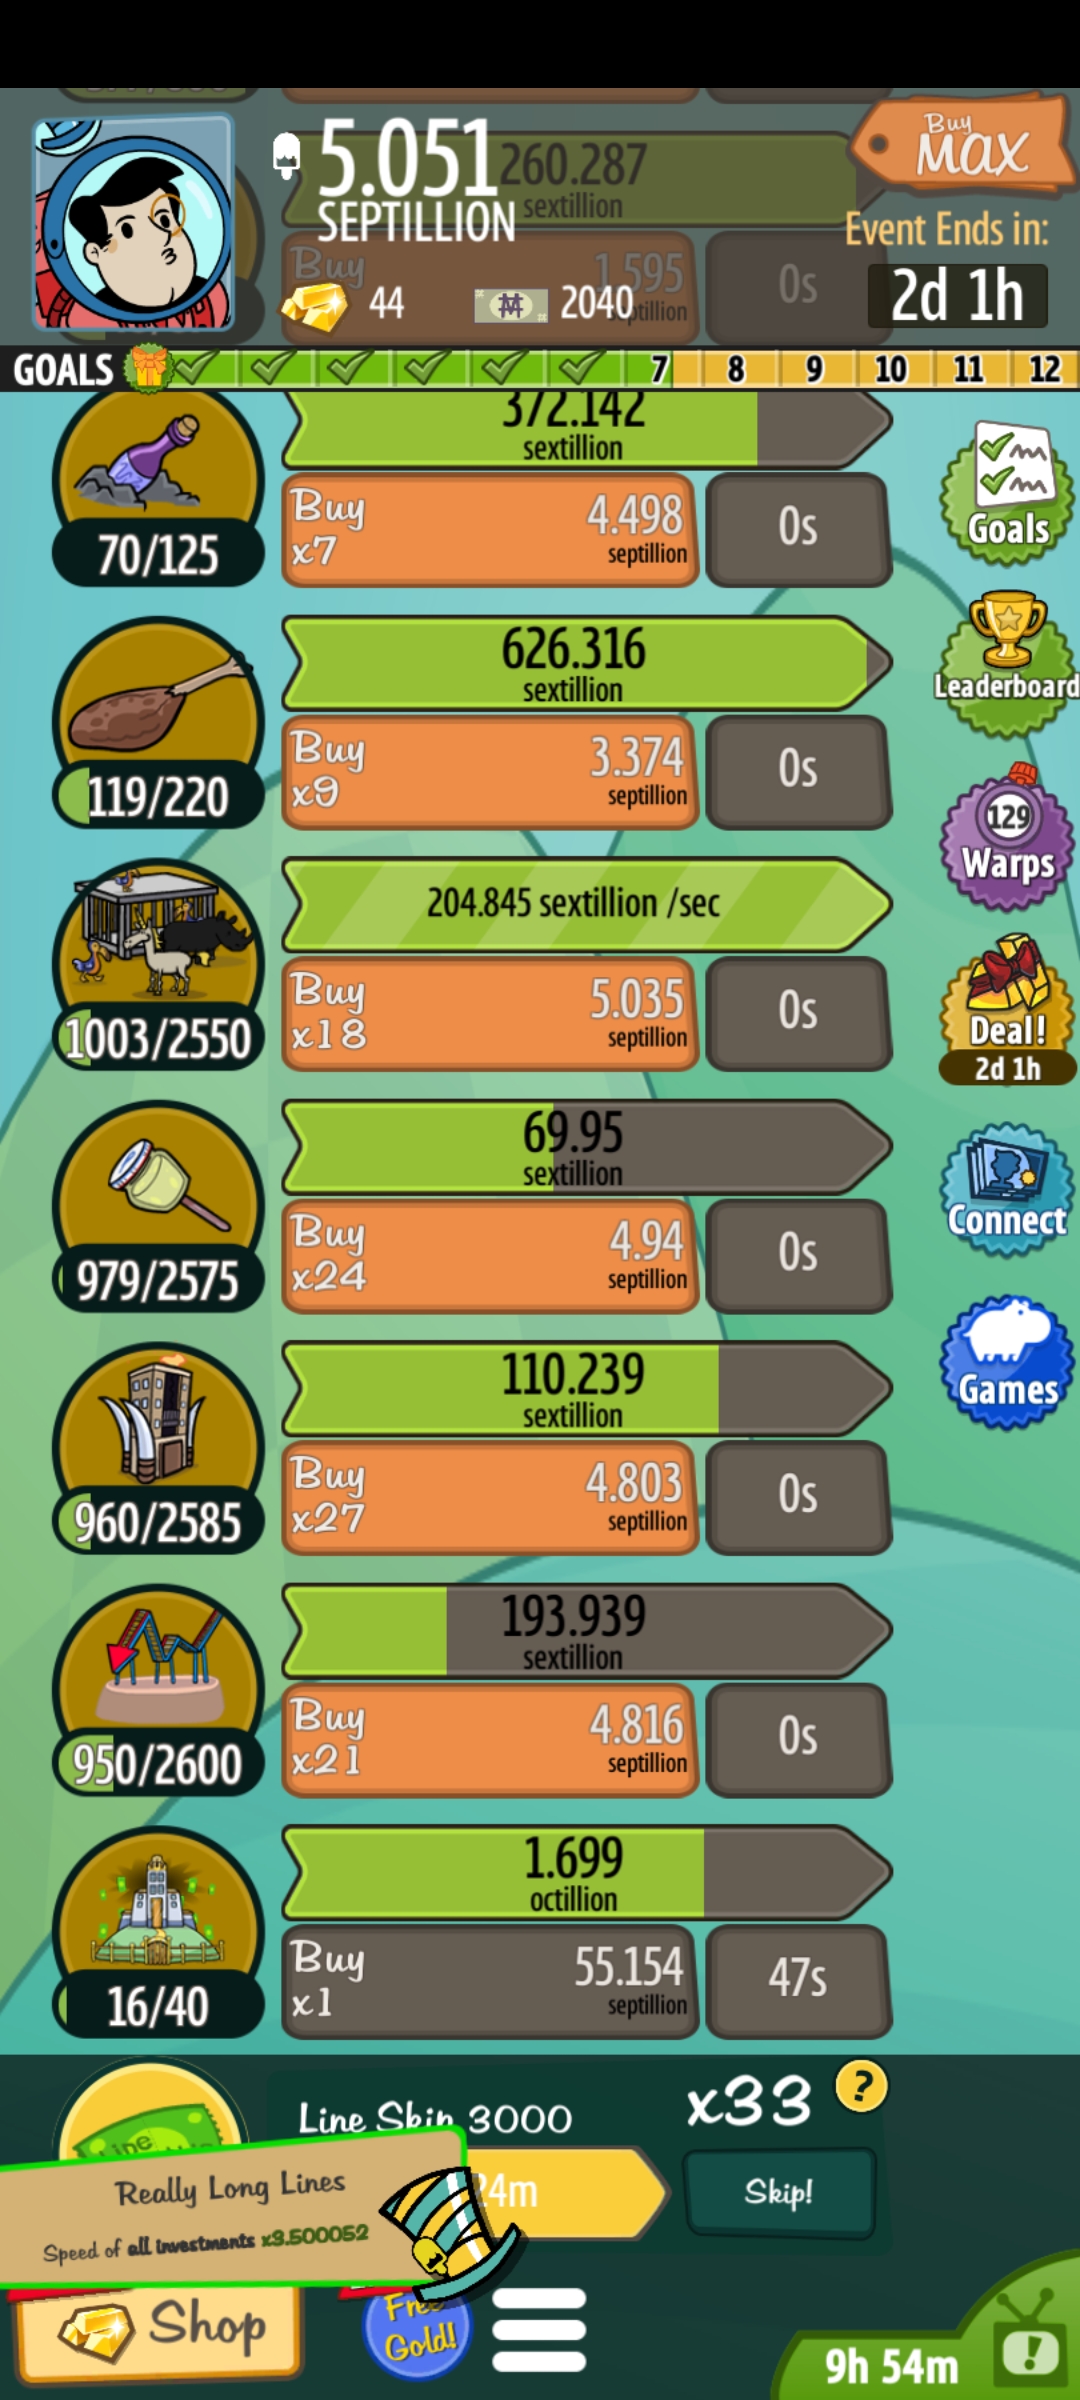 5.051
SEPTILLION
260.287
sextillion
Buy
MAX
Event Ends in:
2d 1h
Buy
1.595
0s
44
2040
GOALS
7
8
9
10
11
12
372.142
sextillion
70/125
Buy
x7
4.498
septillion
0s
Goals
626.316
sextillion
119/220
Buy
x9
3.374
septillion
0s
Leaderboard
129
Warps
204.845 sextillion /sec
1003/2550
Buy
x18
5.035
septillion
0s
Deal!
2d 1h
69.95
sextillion
979/2575
Buy
x24
4.94
septillion
0s
Connect
110.239
sextillion
960/2585
Buy
x27
4.803
septillion
0s
Games
193.939
sextillion
950/2600
Buy
x21
4.816
septillion
0s
1.699
octillion
16/40
Buy
x1
55.154
septillion
47s
Line Skip 3000
x33
?
24m
Skip!
Really Long Lines
Speed of all investments x3.500052
Shop
Free
Gold!
9h 54m